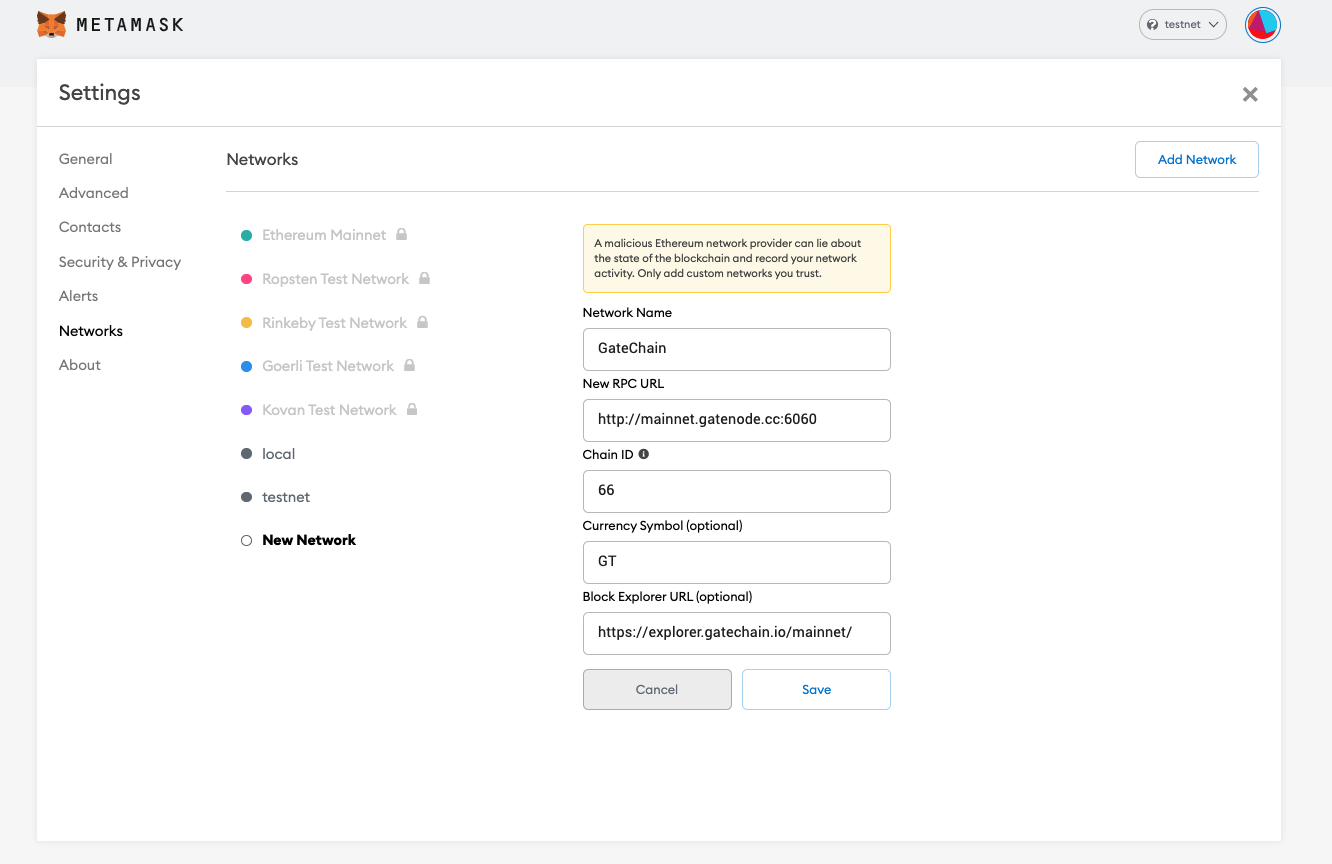 METAMASK
testnet
Settings
General
Advanced
Contacts
Security & Privacy
Alerts
Networks
About
Networks
Add Network
Ethereum Mainnet
Ropsten Test Network
Rinkeby Test Network
Goerli Test Network
Kovan Test Network
local
testnet
New Network
A malicious Ethereum network provider can lie about
the state of the blockchain and record your network
activity. Only add custom networks you trust.
Network Name
GateChain
New RPC URL
http://mainnet.gatenode.cc:6060
Chain ID
66
Currency Symbol (optional)
GT
Block Explorer URL (optional)
https://explorer.gatechain.io/mainnet/
Cancel
Save